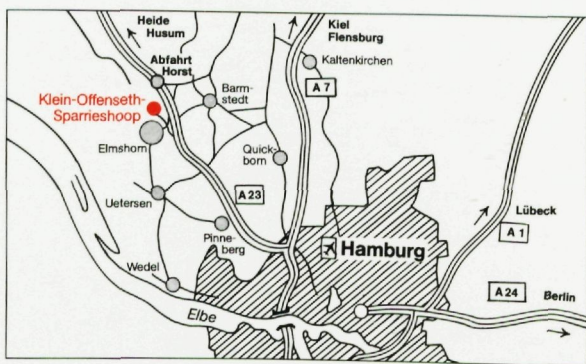 Heide
Husum
Kiel
Flensburg
Abfahrt
Horst
Kaltenkirchen
Klein-Offenseth-
Sparrieshoop
Barm-
stedt
A 7
Elmshorn
Quick-
born
A 23
Uetersen
Pinne-
berg
Lübeck
A 1
Hamburg
Wedel
A 24
Berlin
Elbe